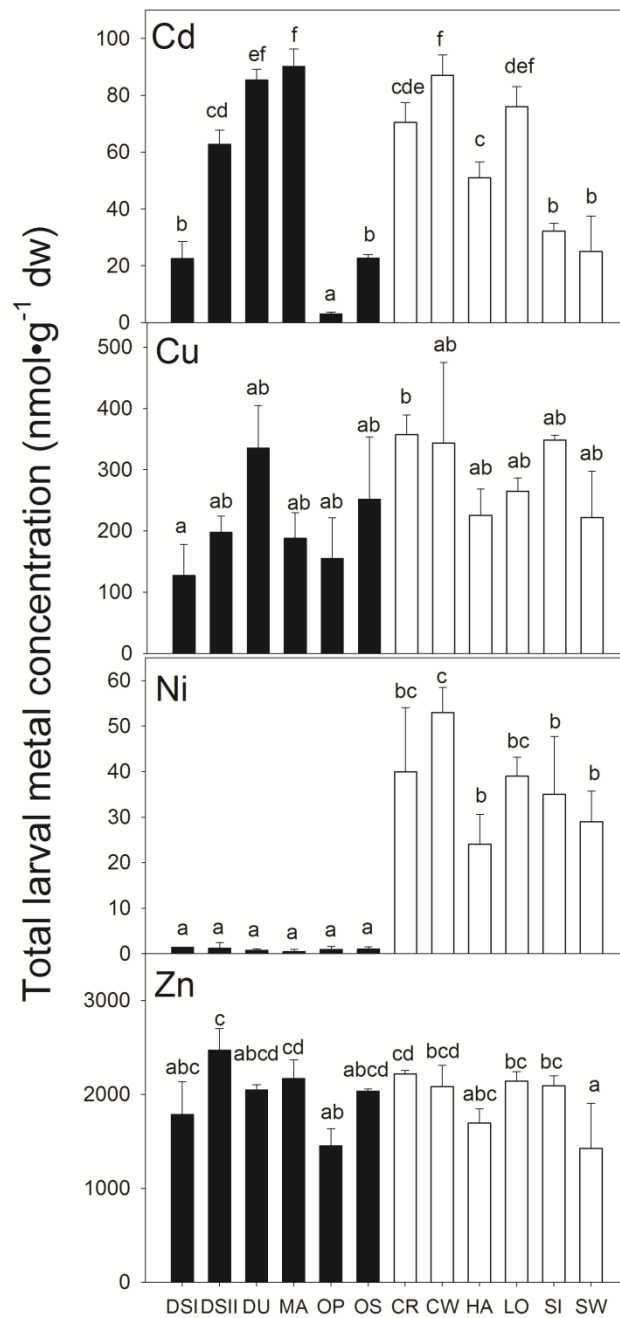 Total larval metal concentration (nmol•g⁻¹ dw)
Cd
120
100
80
60
40
20
0
b cd ef f a b cde f c def b b
Cu
500
400
300
200
100
0
a ab ab ab ab ab b ab ab ab ab ab
Ni
60
50
40
30
20
10
0
a a a a a a bc c b bc b b
Zn
3000
2000
1000
0
abc c abcd cd ab abcd cd bcd abc bc bc a
DSI DSII DU MA OP OS CR CW HA LO SI SW